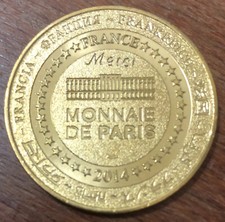 FRANCIA - ФРАНЦИЯ - FRANKREICH
FRANCE
Merci
MONNAIE
DE PARIS
2014